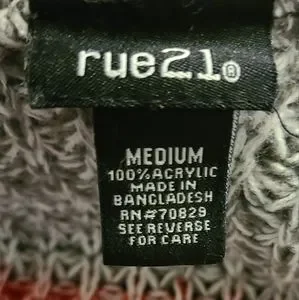 rue21®
MEDIUM
100% ACRYLIC
MADE IN
BANGLADESH
RN#70829
SEE REVERSE
FOR CARE